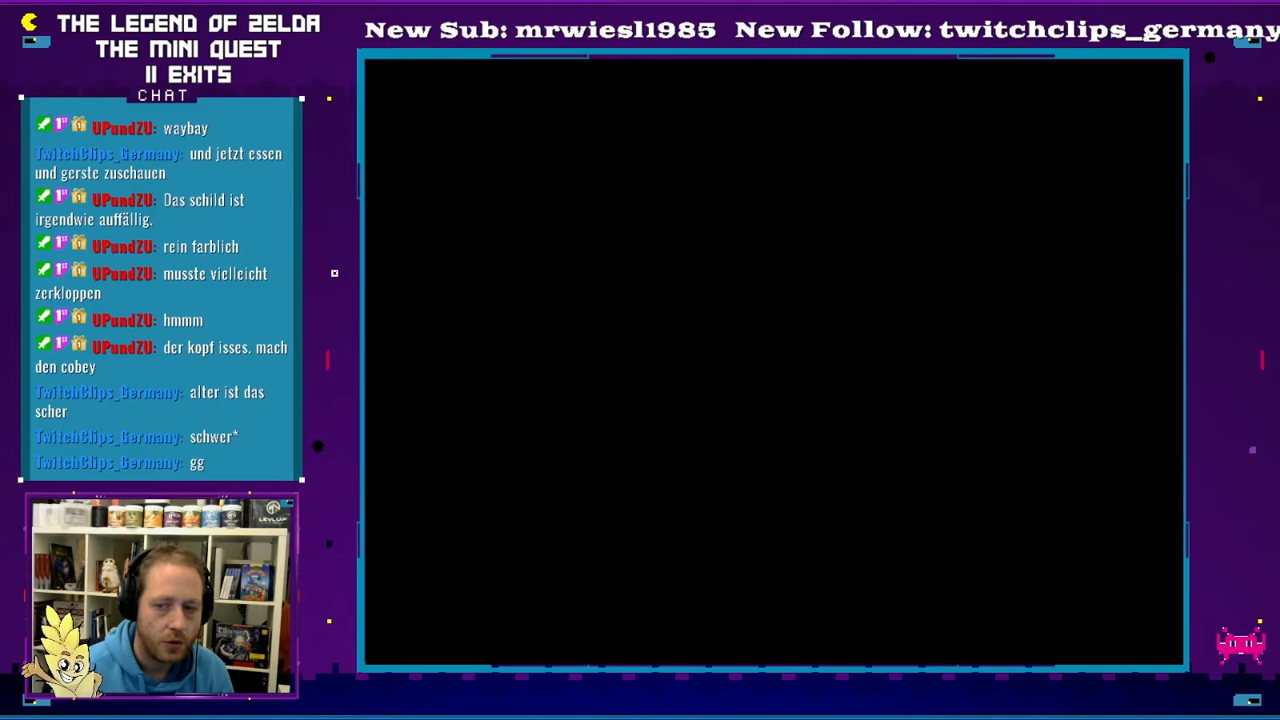 THE LEGEND OF ZELDA
THE MINI QUEST
11 EXITS
New Sub: mrwiesl1985 New Follow: twitchclips_germany
CHAT
UPundZU: waybay
TwitchClips_Germany: und jetzt essen
und gerste zuschauen
UPundZU: Das schild ist
irgendwie auffällig.
UPundZU: rein farblich
UPundZU: musste vielleicht
zerkloppen
UPundZU: hmmm
UPundZU: der kopf isses. mach
den cobey
TwitchClips_Germany: alter ist das
scher
TwitchClips_Germany: schwer*
TwitchClips_Germany: gg
LEVLUP